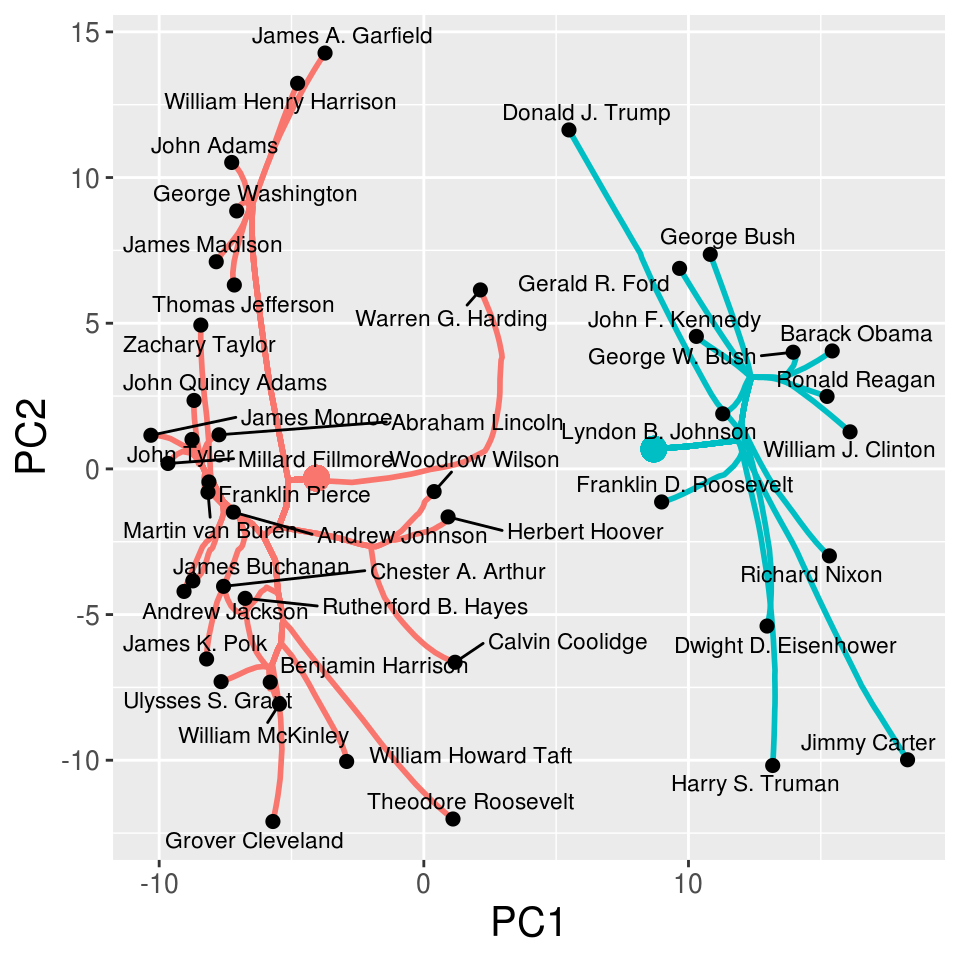 James A. Garfield
15
William Henry Harrison
Donald J. Trump
John Adams
10
George Washington
George Bush
James Madison
Gerald R. Ford
Thomas Jefferson
Warren G. Harding
John F. Kennedy
5
Barack Obama
Zachary Taylor
George W. Bush
John Quincy Adams
Ronald Reagan
James Monroe
Abraham Lincoln
Lyndon B. Johnson
William J. Clinton
John Tyler
Millard Fillmore
Woodrow Wilson
0
Franklin D. Roosevelt
Franklin Pierce
Martin van Buren
Andrew Johnson
Herbert Hoover
James Buchanan
Chester A. Arthur
Richard Nixon
-5
Andrew Jackson
Rutherford B. Hayes
James K. Polk
Calvin Coolidge
Dwight D. Eisenhower
Benjamin Harrison
Ulysses S. Grant
William McKinley
Jimmy Carter
William Howard Taft
-10
Harry S. Truman
Theodore Roosevelt
Grover Cleveland
-10
0
10
PC1
PC2